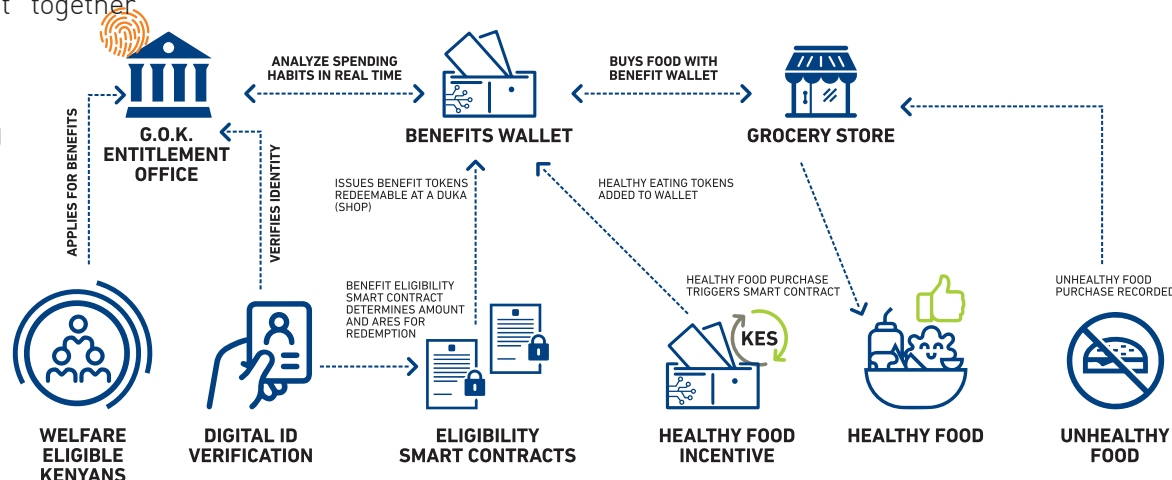 t together
ANALYZE SPENDING
HABITS IN REAL TIME
BUYS FOOD WITH
BENEFIT WALLET
G.O.K.
ENTITLEMENT
OFFICE
BENEFITS WALLET
GROCERY STORE
APPLIES FOR BENEFITS
VERIFIES IDENTITY
ISSUES BENEFIT TOKENS
REDEEMABLE AT A DUKA
(SHOP)
HEALTHY EATING TOKENS
ADDED TO WALLET
BENEFIT ELIGIBILITY
SMART CONTRACT
DETERMINES AMOUNT
AND ARES FOR
REDEMPTION
HEALTHY FOOD PURCHASE
TRIGGERS SMART CONTRACT
UNHEALTHY FOOD
PURCHASE RECORDED
KES
WELFARE
ELIGIBLE
KENYANS
DIGITAL ID
VERIFICATION
ELIGIBILITY
SMART CONTRACTS
HEALTHY FOOD
INCENTIVE
HEALTHY FOOD
UNHEALTHY
FOOD